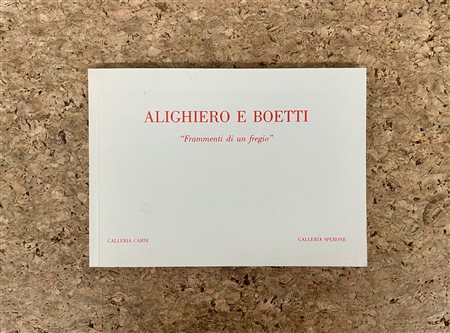 ALIGHIERO E BOETTI
“Frammenti di un fregio”
GALLERIA CARDI GALLERIA SPERONE